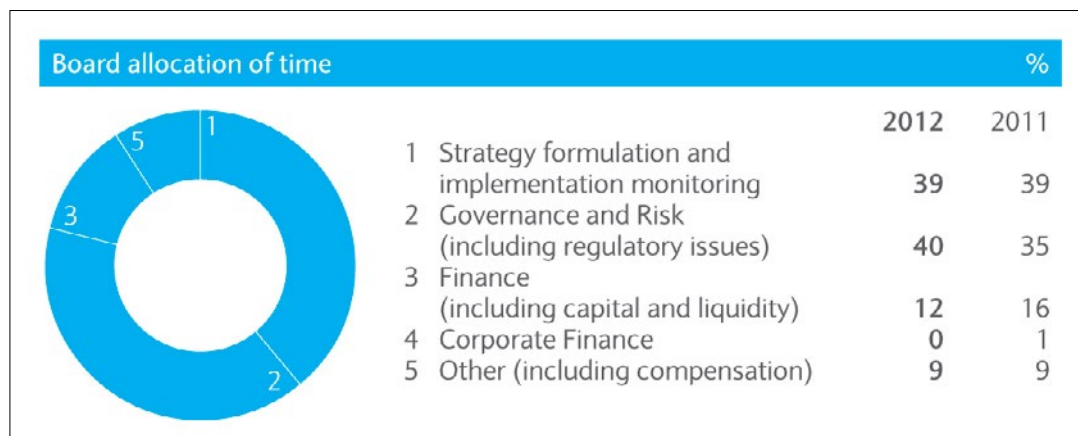 Board allocation of time %
2012 2011
1 Strategy formulation and
implementation monitoring 39 39
2 Governance and Risk
(including regulatory issues) 40 35
3 Finance
(including capital and liquidity) 12 16
4 Corporate Finance 0 1
5 Other (including compensation) 9 9
5
1
3
2